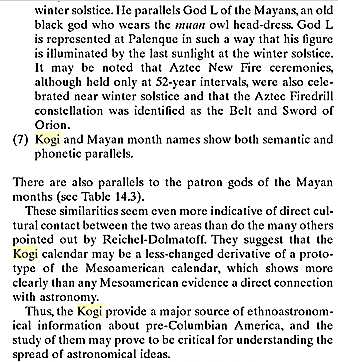 winter solstice. He parallels God L of the Mayans, an old
black god who wears the muan owl head-dress. God L
is represented at Palenque in such a way that his figure
is illuminated by the last sunlight at the winter solstice.
It may be noted that Aztec New Fire ceremonies,
although held only at 52-year intervals, were also cele-
brated near winter solstice and that the Aztec Firedrill
constellation was identified as the Belt and Sword of
Orion.
(7) Kogi and Mayan month names show both semantic and
phonetic parallels.
There are also parallels to the patron gods of the Mayan
months (see Table 14.3).
These similarities seem even more indicative of direct cul-
tural contact between the two areas than do the many others
pointed out by Reichel-Dolmatoff. They suggest that the
Kogi calendar may be a less-changed derivative of a proto-
type of the Mesoamerican calendar, which shows more
clearly than any Mesoamerican evidence a direct connection
with astronomy.
Thus, the Kogi provide a major source of ethnoastronom-
ical information about pre-Columbian America, and the
study of them may prove to be critical for understanding the
spread of astronomical ideas.